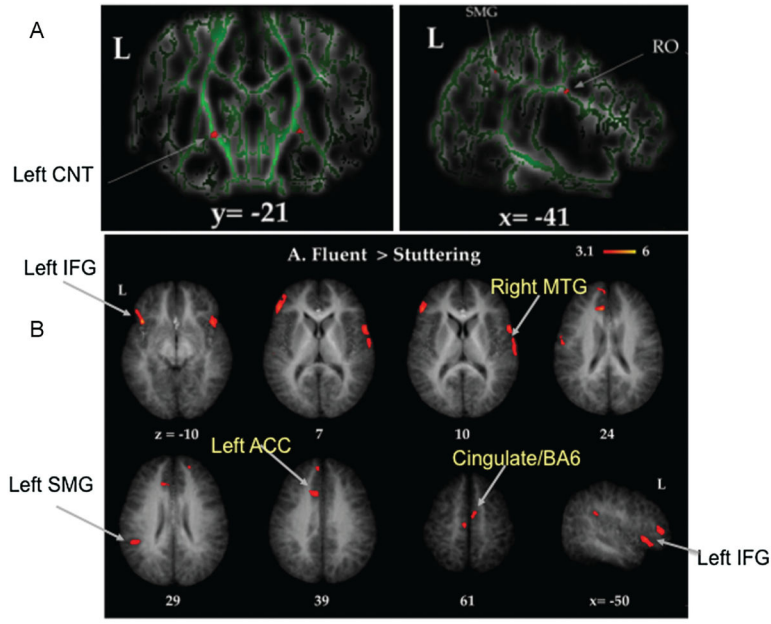 A
L
Left CNT
y= -21
L
SMG
RO
x= -41
B
A. Fluent > Stuttering
3.1
6
Left IFG
L
Right MTG
z = -10
7
10
24
Left SMG
Left ACC
Cingulate/BA6
L
Left IFG
29
39
61
x= -50